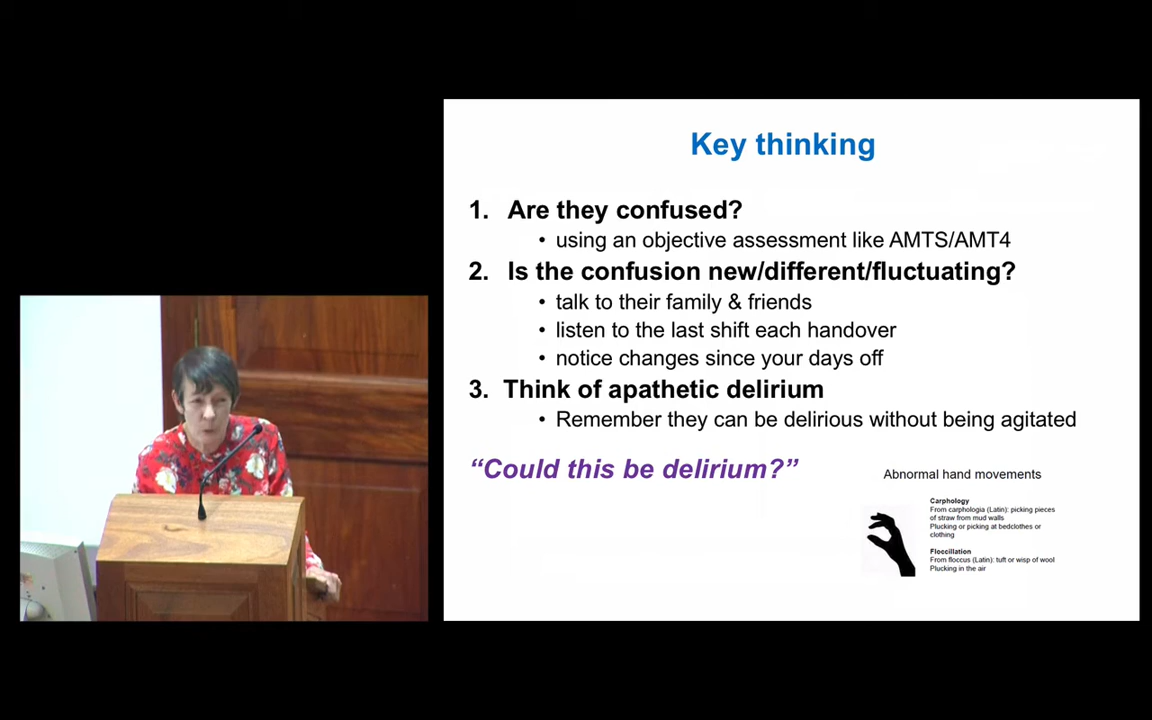 Key thinking
1. Are they confused?
• using an objective assessment like AMTS/AMT4
2. Is the confusion new/different/fluctuating?
• talk to their family & friends
• listen to the last shift each handover
• notice changes since your days off
3. Think of apathetic delirium
• Remember they can be delirious without being agitated
“Could this be delirium?”
Abnormal hand movements
Carphology
From carphologia (Latin): picking pieces
of straw from mud walls
Plucking or picking at bedclothes or
clothing
Floccillation
From floccus (Latin): tuft or wisp of wool
Plucking in the air